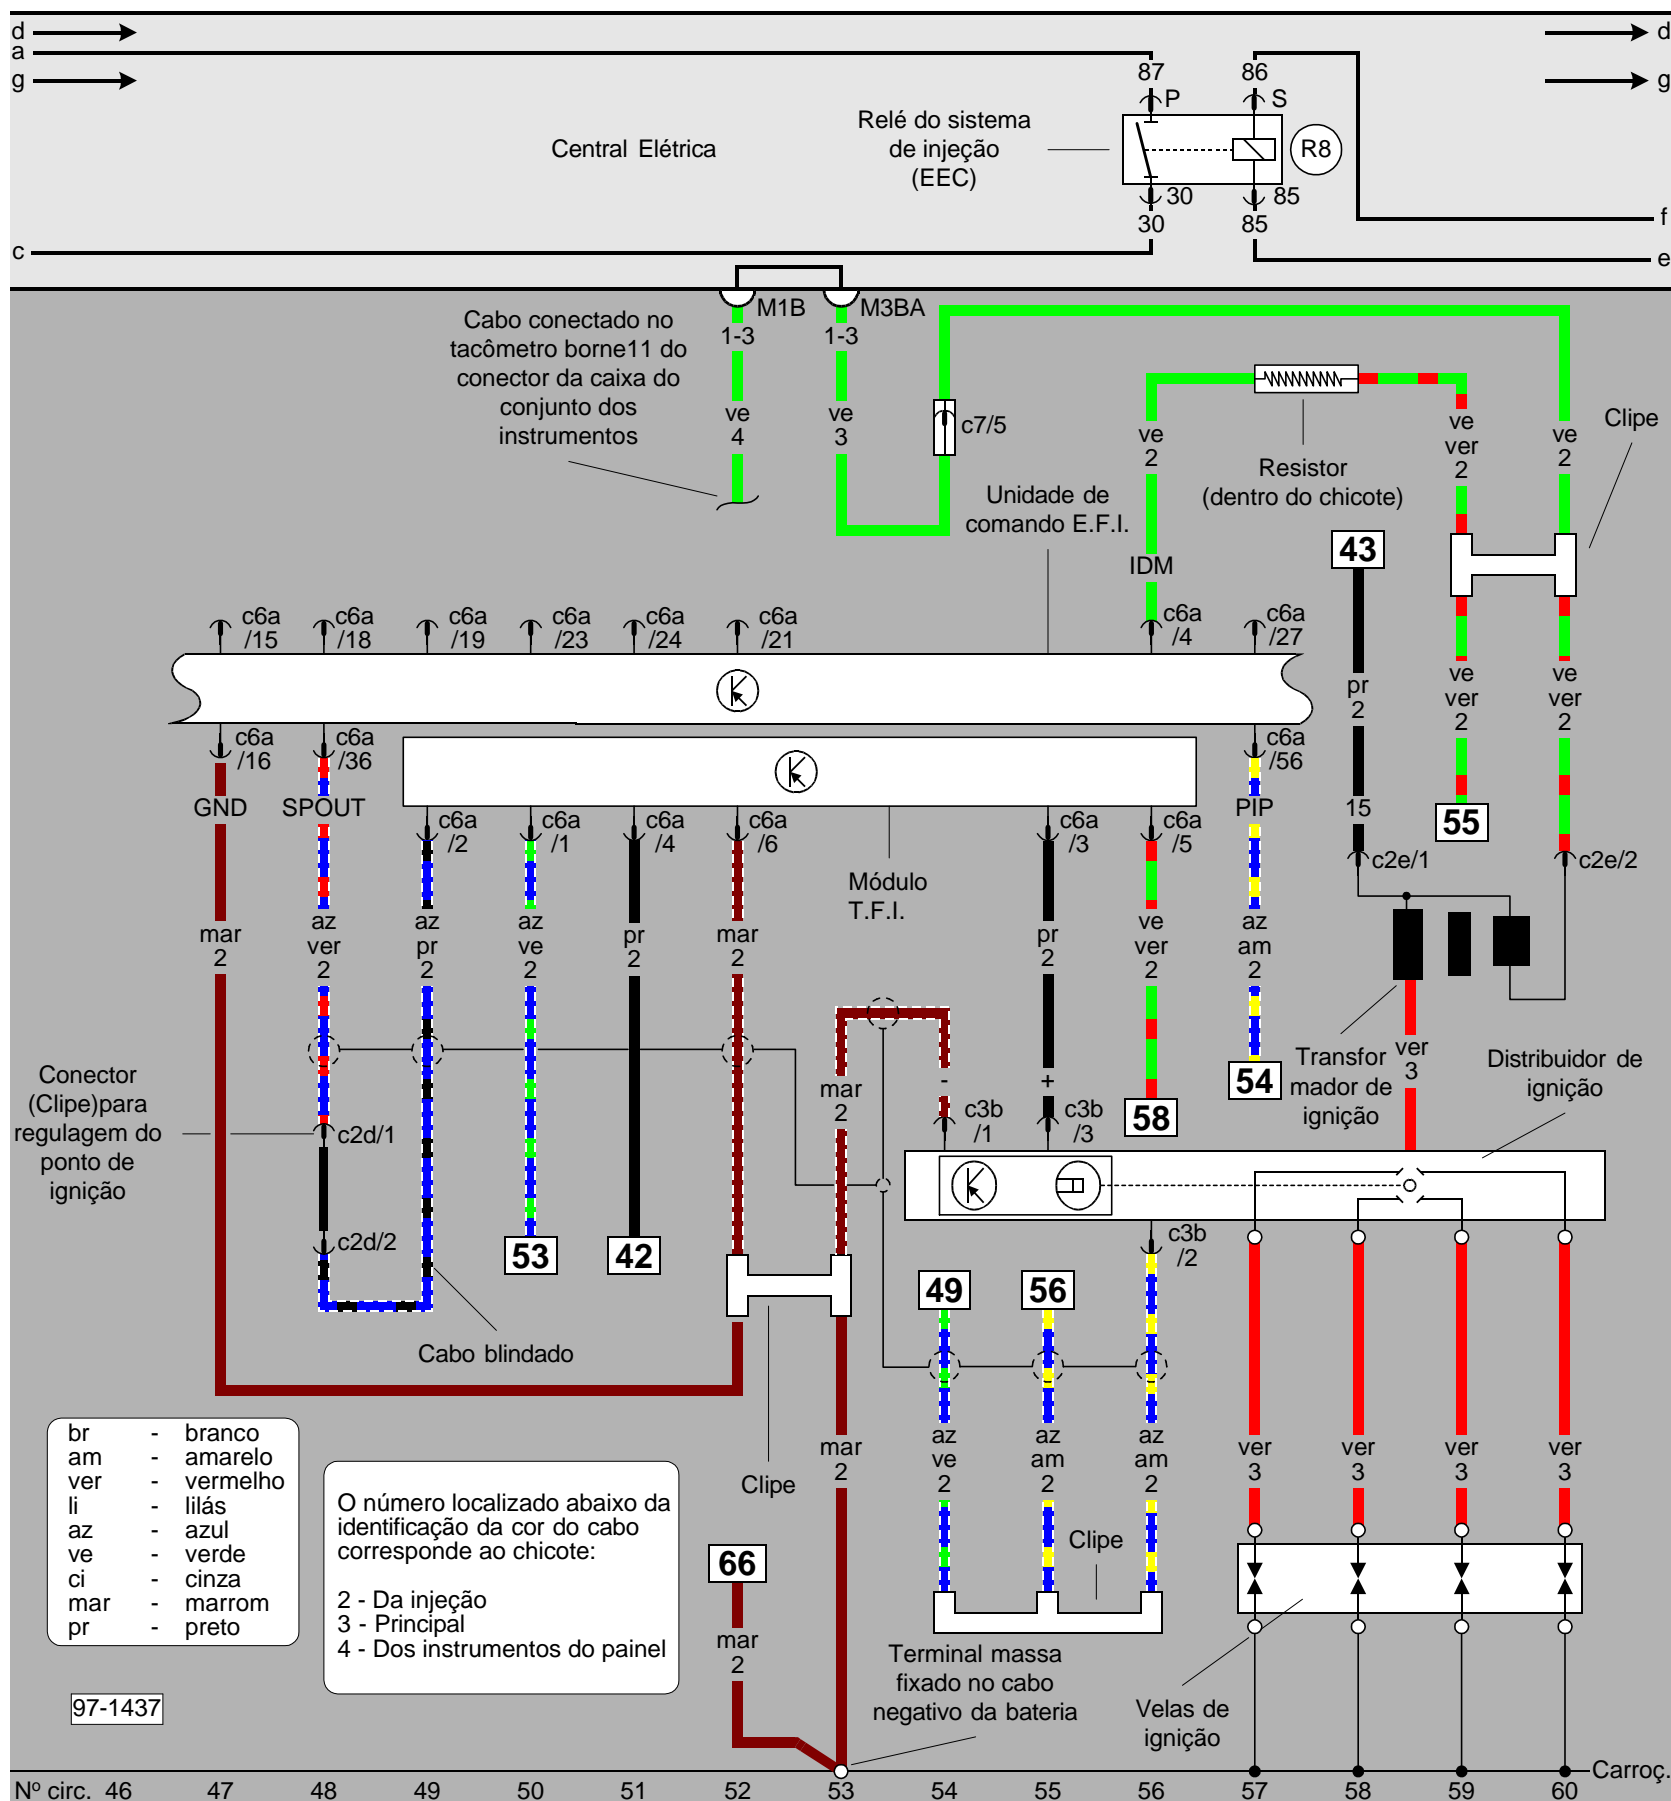 d
a
g
c
Central Elétrica
Relé do sistema
de injeção
(EEC)
87
86
P
S
R8
30
85
30
85
d
g
f
e
M1B
M3BA
1-3
1-3
Cabo conectado no
tacômetro borne11 do
conector da caixa do
conjunto dos
instrumentos
ve
4
ve
3
c7/5
Unidade de
comando E.F.I.
ve
2
IDM
Resistor
(dentro do chicote)
ve
ver
2
ve
2
Clipe
43
c6a
/15
c6a
/18
c6a
/19
c6a
/23
c6a
/24
c6a
/21
c6a
/4
c6a
/27
pr
2
ve
ver
2
ve
ver
2
c6a
/16
c6a
/36
c6a
/56
GND
SPOUT
PIP
15
55
c6a
/2
c6a
/1
c6a
/4
c6a
/6
c6a
/3
c6a
/5
c2e/1
c2e/2
Módulo
T.F.I.
mar
2
az
ver
2
az
pr
2
az
ve
2
pr
2
mar
2
pr
2
ve
ver
2
az
am
2
Conector
(Clipe)para
regulagem do
ponto de
ignição
c2d/1
c2d/2
mar
2
-
+
c3b
/1
c3b
/3
58
54
Transfor
mador de
ignição
ver
3
Distribuidor de
ignição
53
42
c3b
/2
49
56
Cabo blindado
br - branco
am - amarelo
ver - vermelho
li - lilás
az - azul
ve - verde
ci - cinza
mar - marrom
pr - preto
O número localizado abaixo da
identificação da cor do cabo
corresponde ao chicote:
2 - Da injeção
3 - Principal
4 - Dos instrumentos do painel
Clipe
mar
2
az
ve
2
az
am
2
az
am
2
ver
3
ver
3
ver
3
ver
3
Clipe
66
mar
2
Terminal massa
fixado no cabo
negativo da bateria
Velas de
ignição
97-1437
Carroç.
Nº circ. 46 47 48 49 50 51 52 53 54 55 56 57 58 59 60